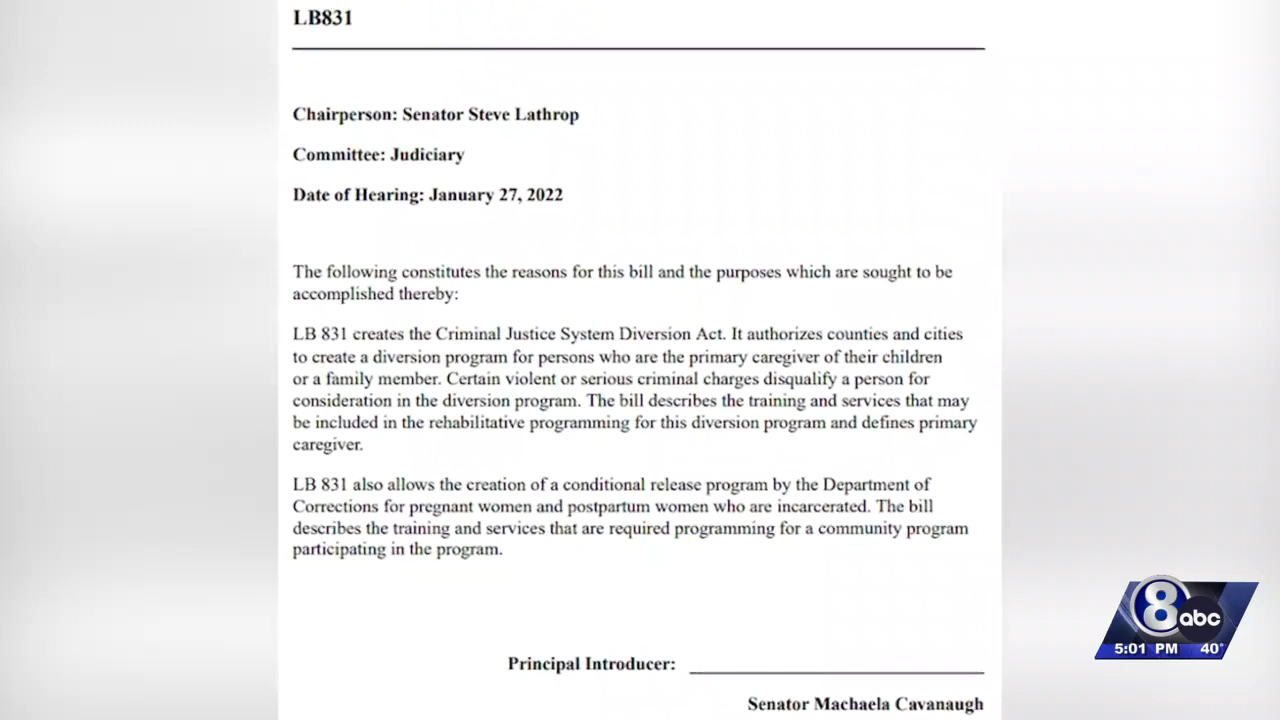 LB831
Chairperson: Senator Steve Lathrop
Committee: Judiciary
Date of Hearing: January 27, 2022
The following constitutes the reasons for this bill and the purposes which are sought to be
accomplished thereby:
LB 831 creates the Criminal Justice System Diversion Act. It authorizes counties and cities
to create a diversion program for persons who are the primary caregiver of their children
or a family member. Certain violent or serious criminal charges disqualify a person for
consideration in the diversion program. The bill describes the training and services that may
be included in the rehabilitative programming for this diversion program and defines primary
caregiver.
LB 831 also allows the creation of a conditional release program by the Department of
Corrections for pregnant women and postpartum women who are incarcerated. The bill
describes the training and services that are required programming for a community program
participating in the program.
Principal Introducer:
Senator Machaela Cavanaugh
8 abc
5:01 PM 40°